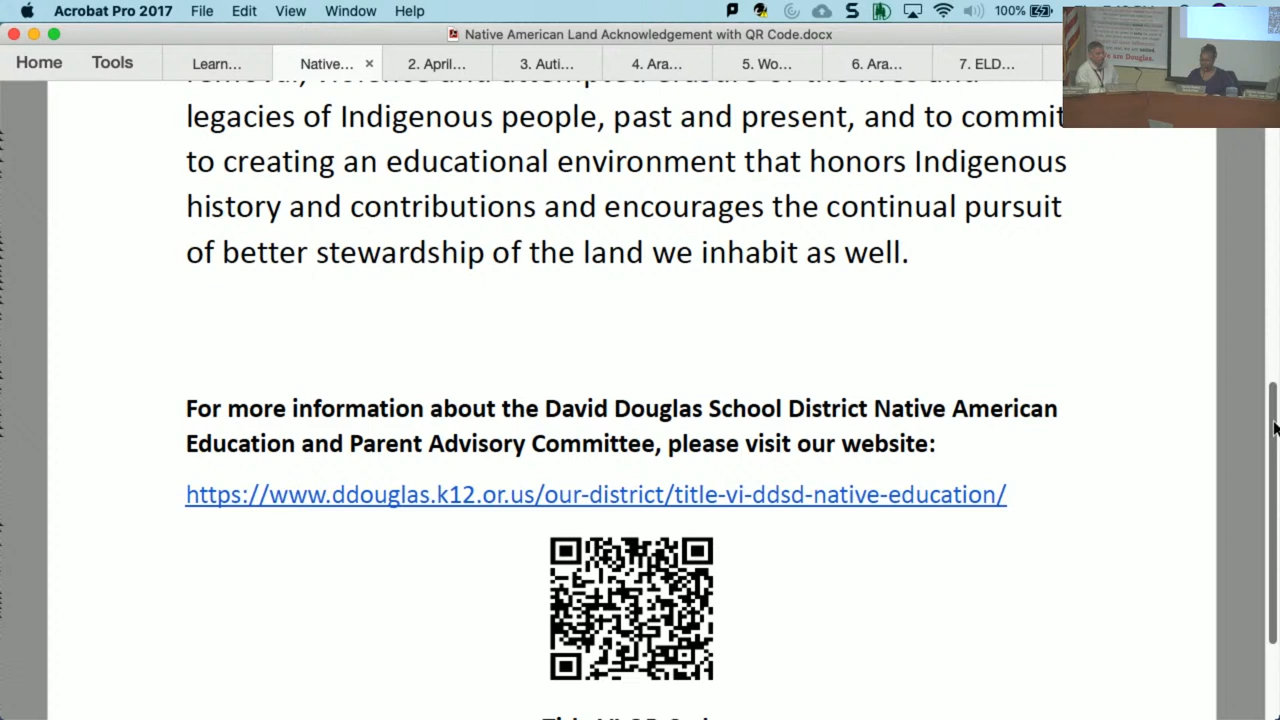 Acrobat Pro 2017 File Edit View Window Help
100%
Native American Land Acknowledgement with QR Code.docx
Home Tools Learn... Native... × 2. April... 3. Auti... 4. Ara... 5. Wo... 6. Ara... 7. ELD...
legacies of Indigenous people, past and present, and to commit
to creating an educational environment that honors Indigenous
history and contributions and encourages the continual pursuit
of better stewardship of the land we inhabit as well.
For more information about the David Douglas School District Native American
Education and Parent Advisory Committee, please visit our website:
https://www.ddouglas.k12.or.us/our-district/title-vi-ddsd-native-education/